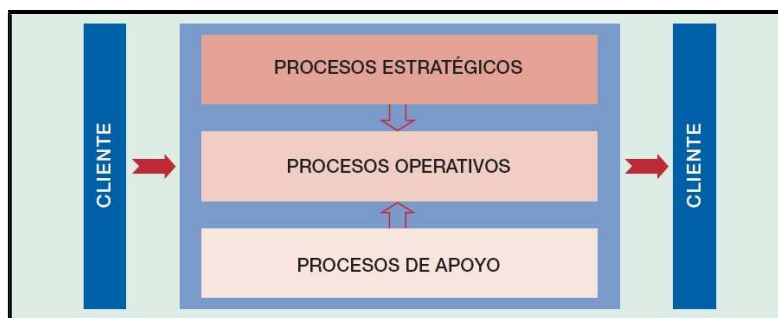 CLIENTE
PROCESOS ESTRATÉGICOS
PROCESOS OPERATIVOS
PROCESOS DE APOYO
CLIENTE